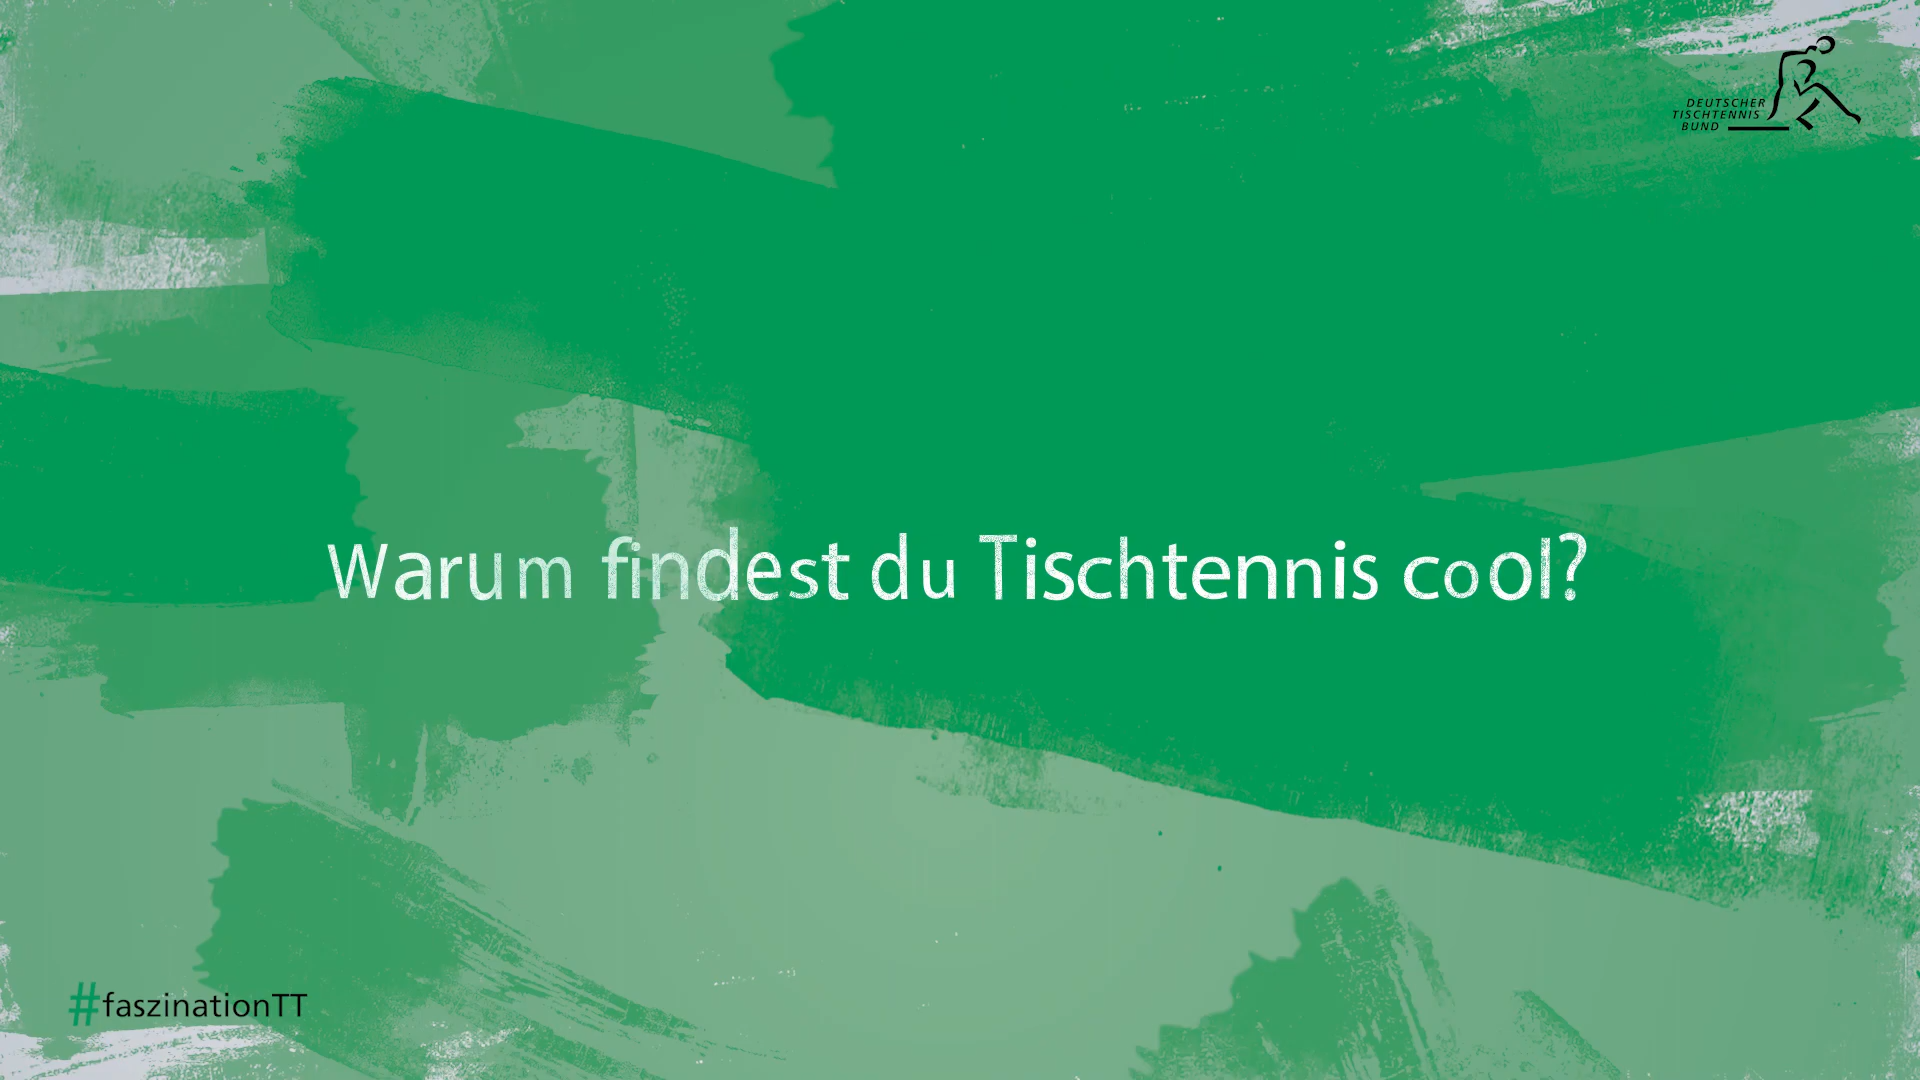 DEUTSCHER
TISCHTENNIS
BUND
Warum findest du Tischtennis cool?
#faszinationTT